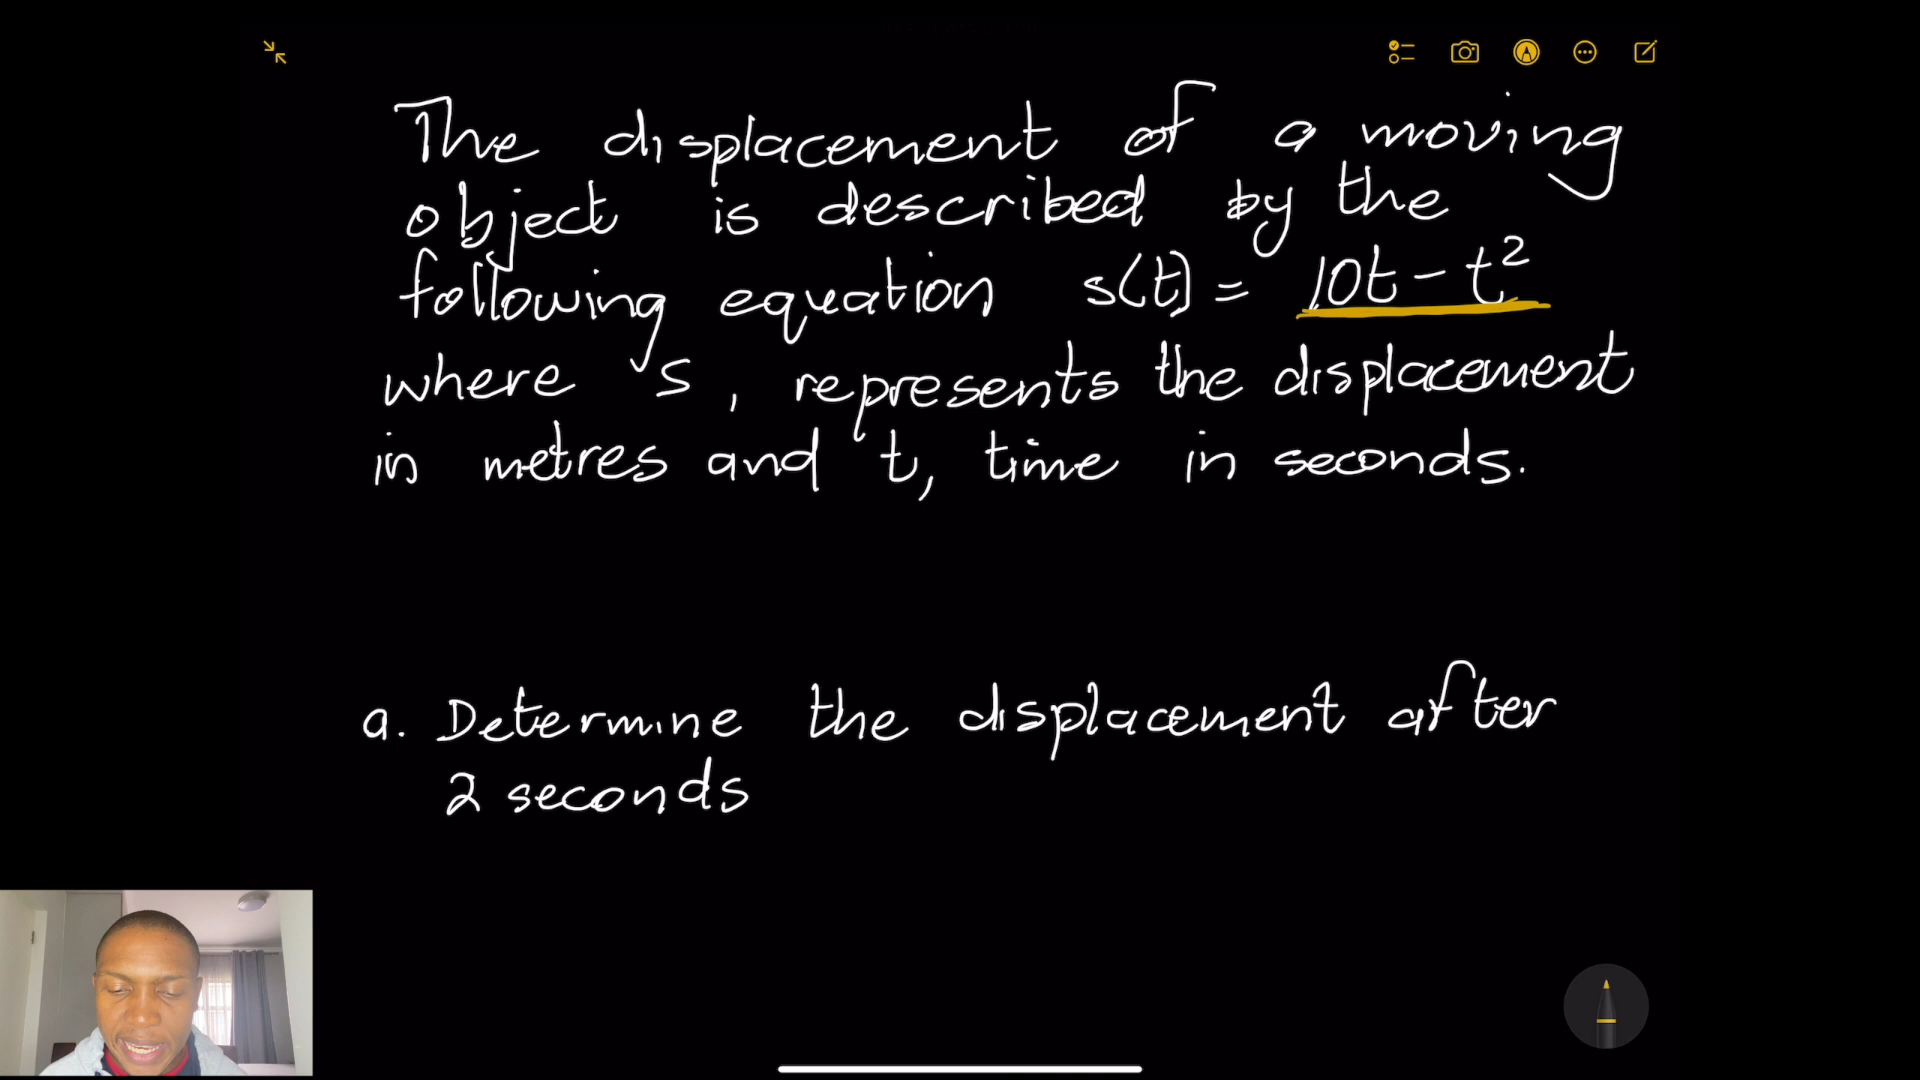 The displacement of a moving
object is described by the
following equation s(t) = 10t - t²
where s, represents the displacement
in metres and t, time in seconds.
a. Determine the displacement after
2 seconds